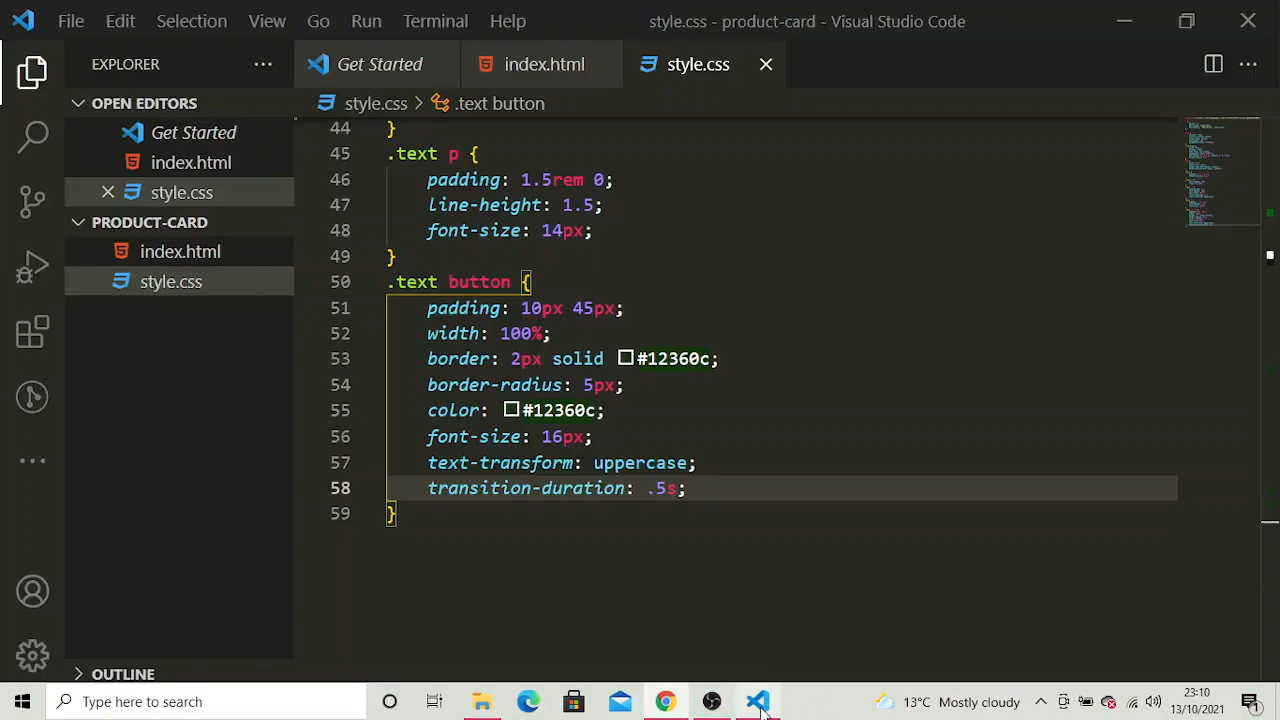 File Edit Selection View Go Run Terminal Help style.css - product-card - Visual Studio Code
EXPLORER
Get Started
index.html
style.css
OPEN EDITORS
Get Started
index.html
style.css
PRODUCT-CARD
index.html
style.css
OUTLINE
style.css > .text button
44 }
45 .text p {
46 padding: 1.5rem 0;
47 line-height: 1.5;
48 font-size: 14px;
49 }
50 .text button {
51 padding: 10px 45px;
52 width: 100%;
53 border: 2px solid #12360c;
54 border-radius: 5px;
55 color: #12360c;
56 font-size: 16px;
57 text-transform: uppercase;
58 transition-duration: .5s;
59 }
Type here to search
13°C Mostly cloudy
23:10
13/10/2021
1